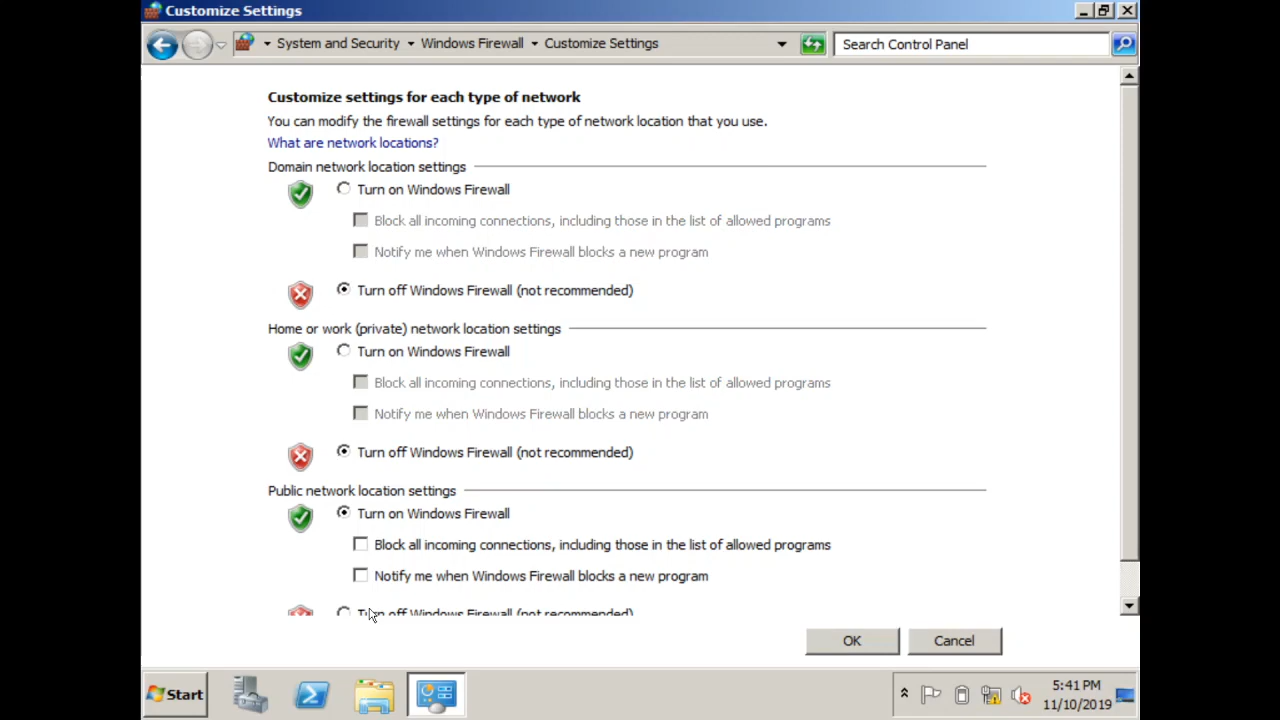 Customize Settings
System and Security
Windows Firewall
Customize Settings
Search Control Panel
Customize settings for each type of network
You can modify the firewall settings for each type of network location that you use.
What are network locations?
Domain network location settings
Turn on Windows Firewall
Block all incoming connections, including those in the list of allowed programs
Notify me when Windows Firewall blocks a new program
Turn off Windows Firewall (not recommended)
Home or work (private) network location settings
Turn on Windows Firewall
Block all incoming connections, including those in the list of allowed programs
Notify me when Windows Firewall blocks a new program
Turn off Windows Firewall (not recommended)
Public network location settings
Turn on Windows Firewall
Block all incoming connections, including those in the list of allowed programs
Notify me when Windows Firewall blocks a new program
Turn off Windows Firewall (not recommended)
OK
Cancel
Start
5:41 PM
11/10/2019